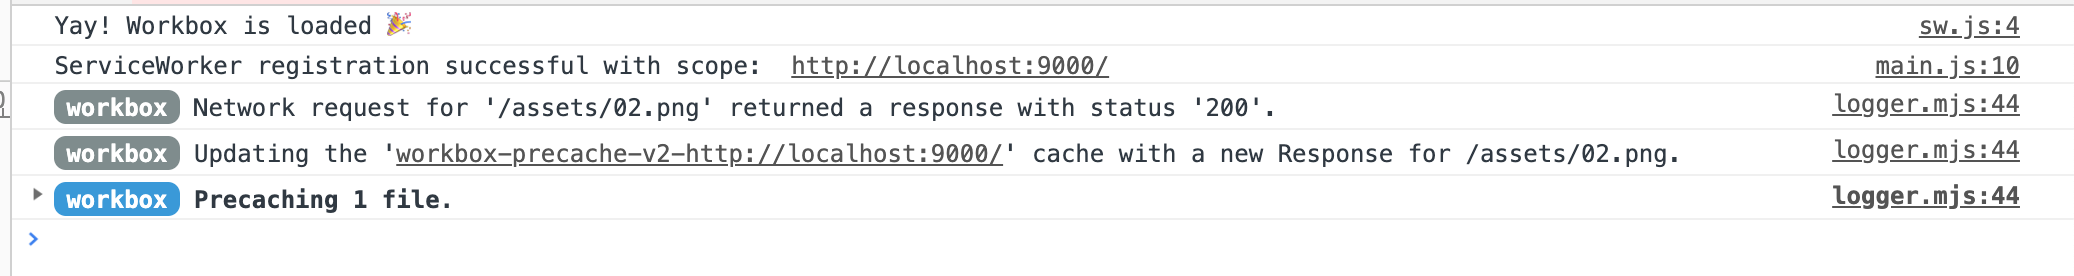 Yay! Workbox is loaded 🎉 sw.js:4
ServiceWorker registration successful with scope: http://localhost:9000/ main.js:10
workbox Network request for '/assets/02.png' returned a response with status '200'. logger.mjs:44
workbox Updating the 'workbox-precache-v2-http://localhost:9000/' cache with a new Response for /assets/02.png. logger.mjs:44
workbox Precaching 1 file. logger.mjs:44